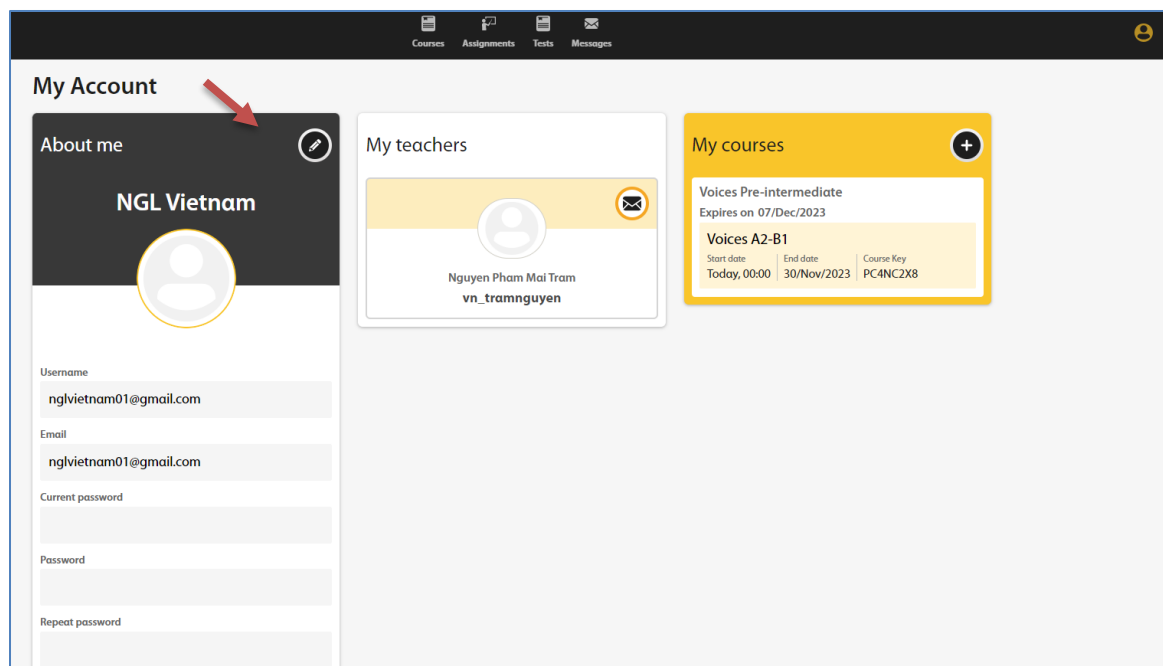 Courses Assignments Tests Messages
My Account
About me
NGL Vietnam
Username
nglvietnam01@gmail.com
Email
nglvietnam01@gmail.com
Current password
Password
Repeat password
My teachers
Nguyen Pham Mai Tram
vn_tramnguyen
My courses
Voices Pre-intermediate
Expires on 07/Dec/2023
Voices A2-B1
Start date End date Course Key
Today, 00:00 30/Nov/2023 PC4NC2X8